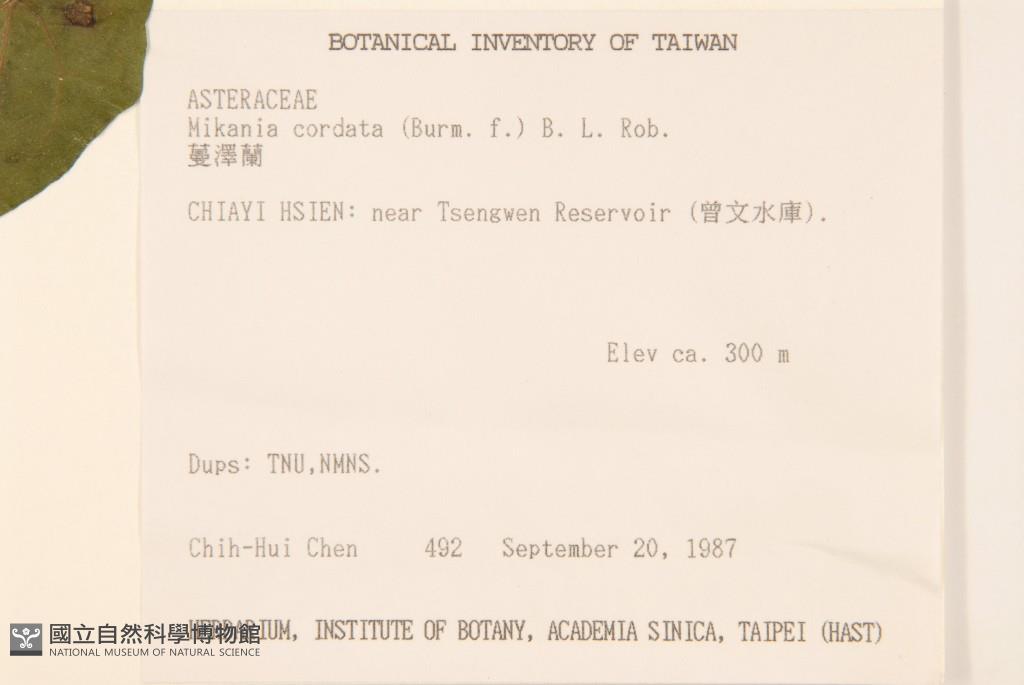 BOTANICAL INVENTORY OF TAIWAN
ASTERACEAE
Mikania cordata (Burm. f.) B. L. Rob.
蔓澤蘭
CHIAYI HSIEN: near Tsengwen Reservoir (曾文水庫).
Elev ca. 300 m
Dups: TNU,NMNS.
Chih-Hui Chen 492 September 20, 1987
HERBARIUM, INSTITUTE OF BOTANY, ACADEMIA SINICA, TAIPEI (HAST)
國立自然科學博物館
NATIONAL MUSEUM OF NATURAL SCIENCE